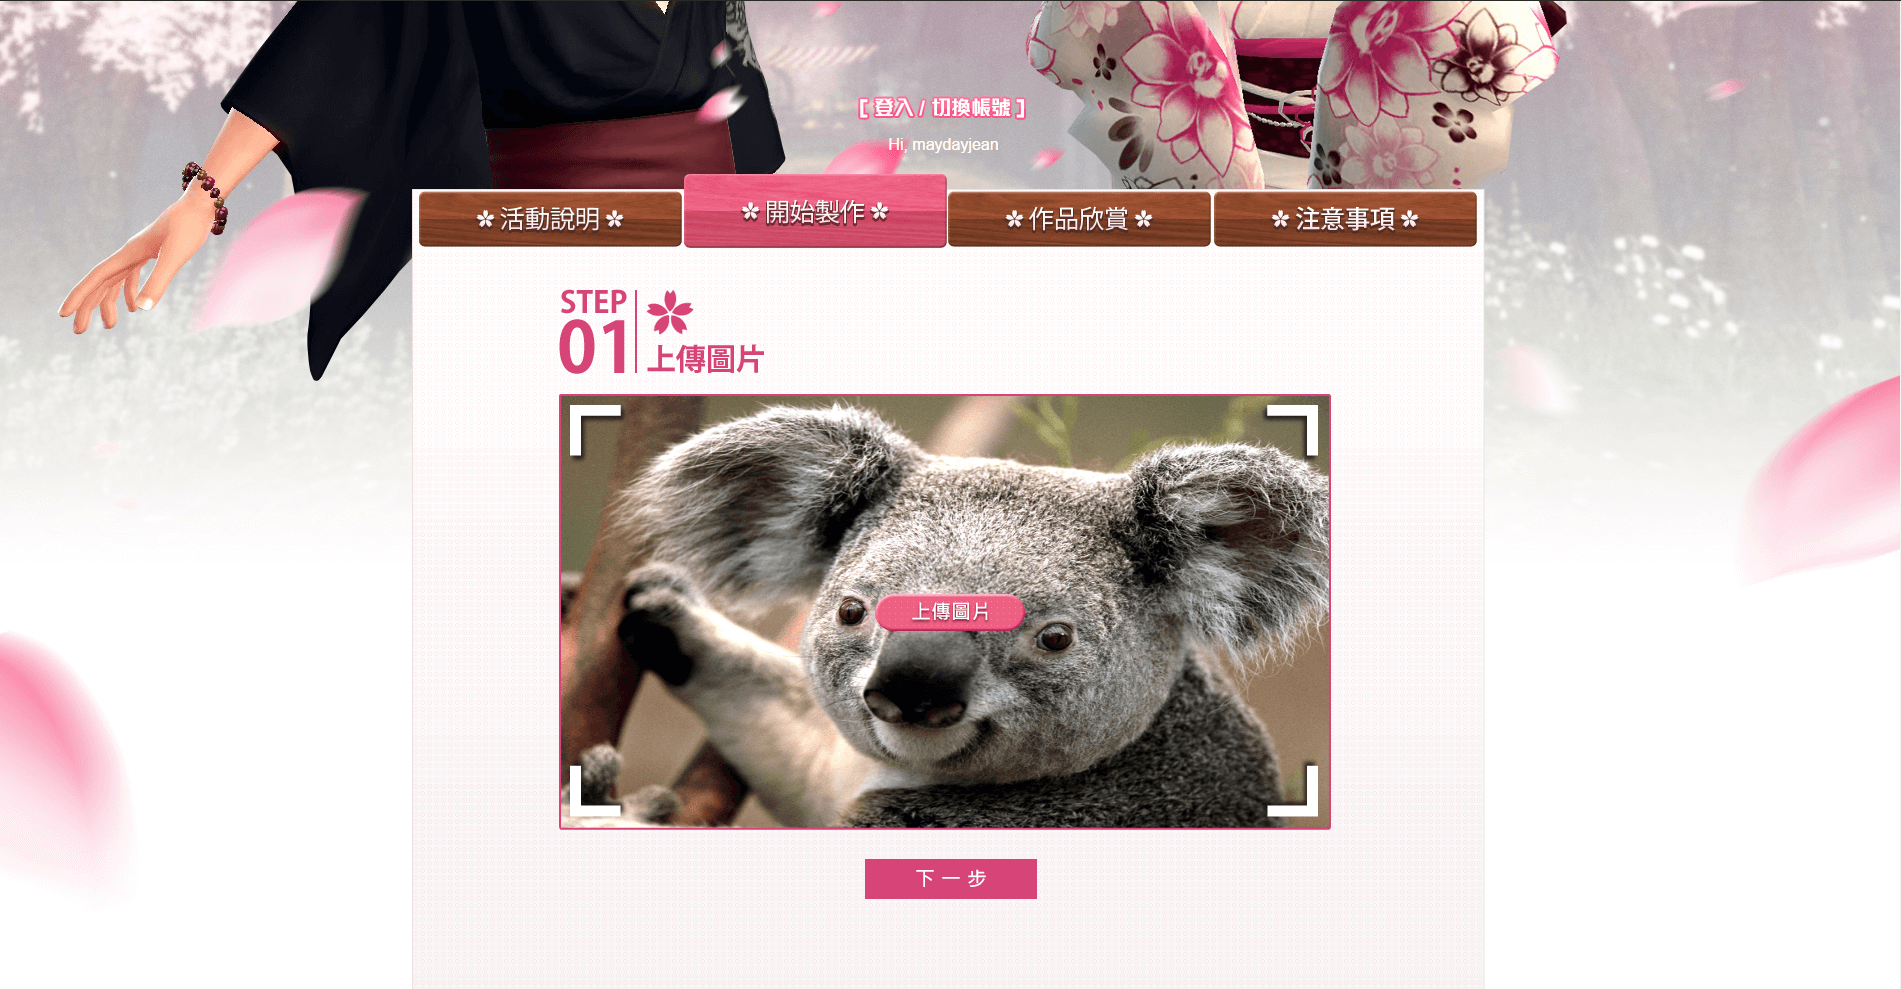 [ 登入 / 切換帳號 ]
Hi, maydayjean
活動說明
開始製作
作品欣賞
注意事項
STEP
01
上傳圖片
上傳圖片
下一步